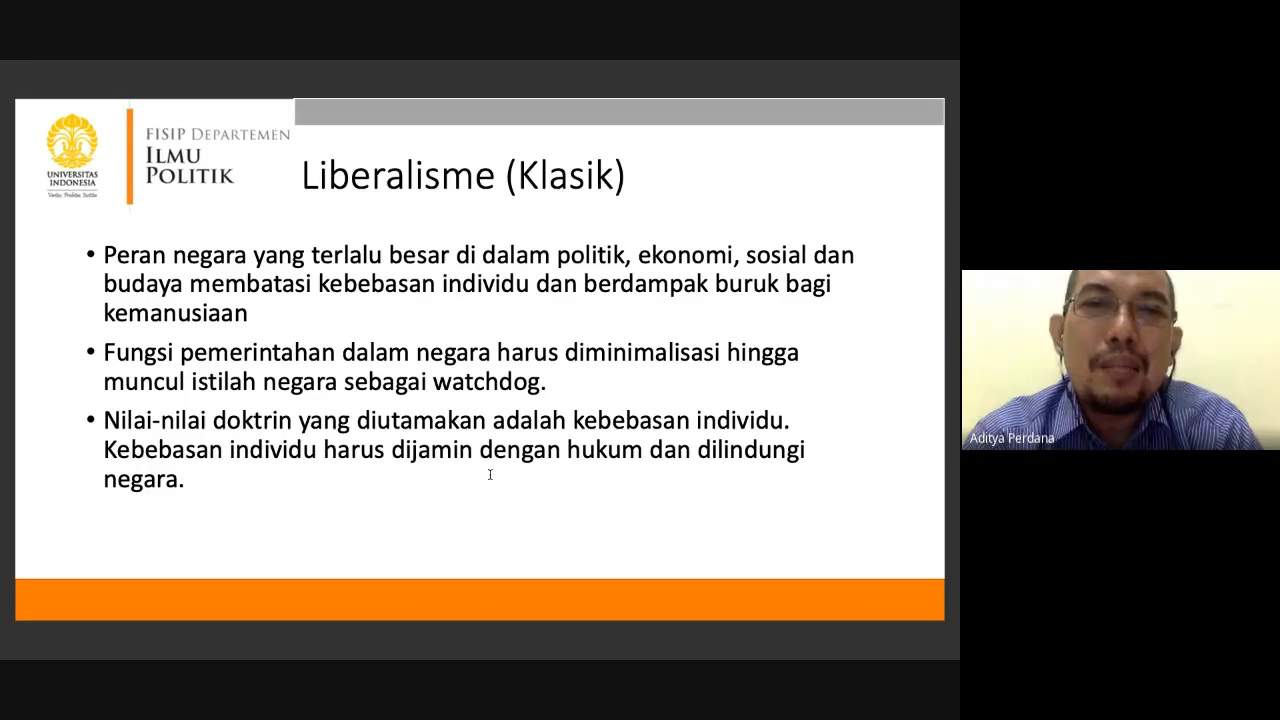 UNIVERSITAS
INDONESIA
Veritas, Probitas, Iustitia
FISIP DEPARTEMEN
ILMU
POLITIK
Liberalisme (Klasik)
• Peran negara yang terlalu besar di dalam politik, ekonomi, sosial dan
budaya membatasi kebebasan individu dan berdampak buruk bagi
kemanusiaan
• Fungsi pemerintahan dalam negara harus diminimalisasi hingga
muncul istilah negara sebagai watchdog.
• Nilai-nilai doktrin yang diutamakan adalah kebebasan individu.
Kebebasan individu harus dijamin dengan hukum dan dilindungi
negara.
Aditya Perdana